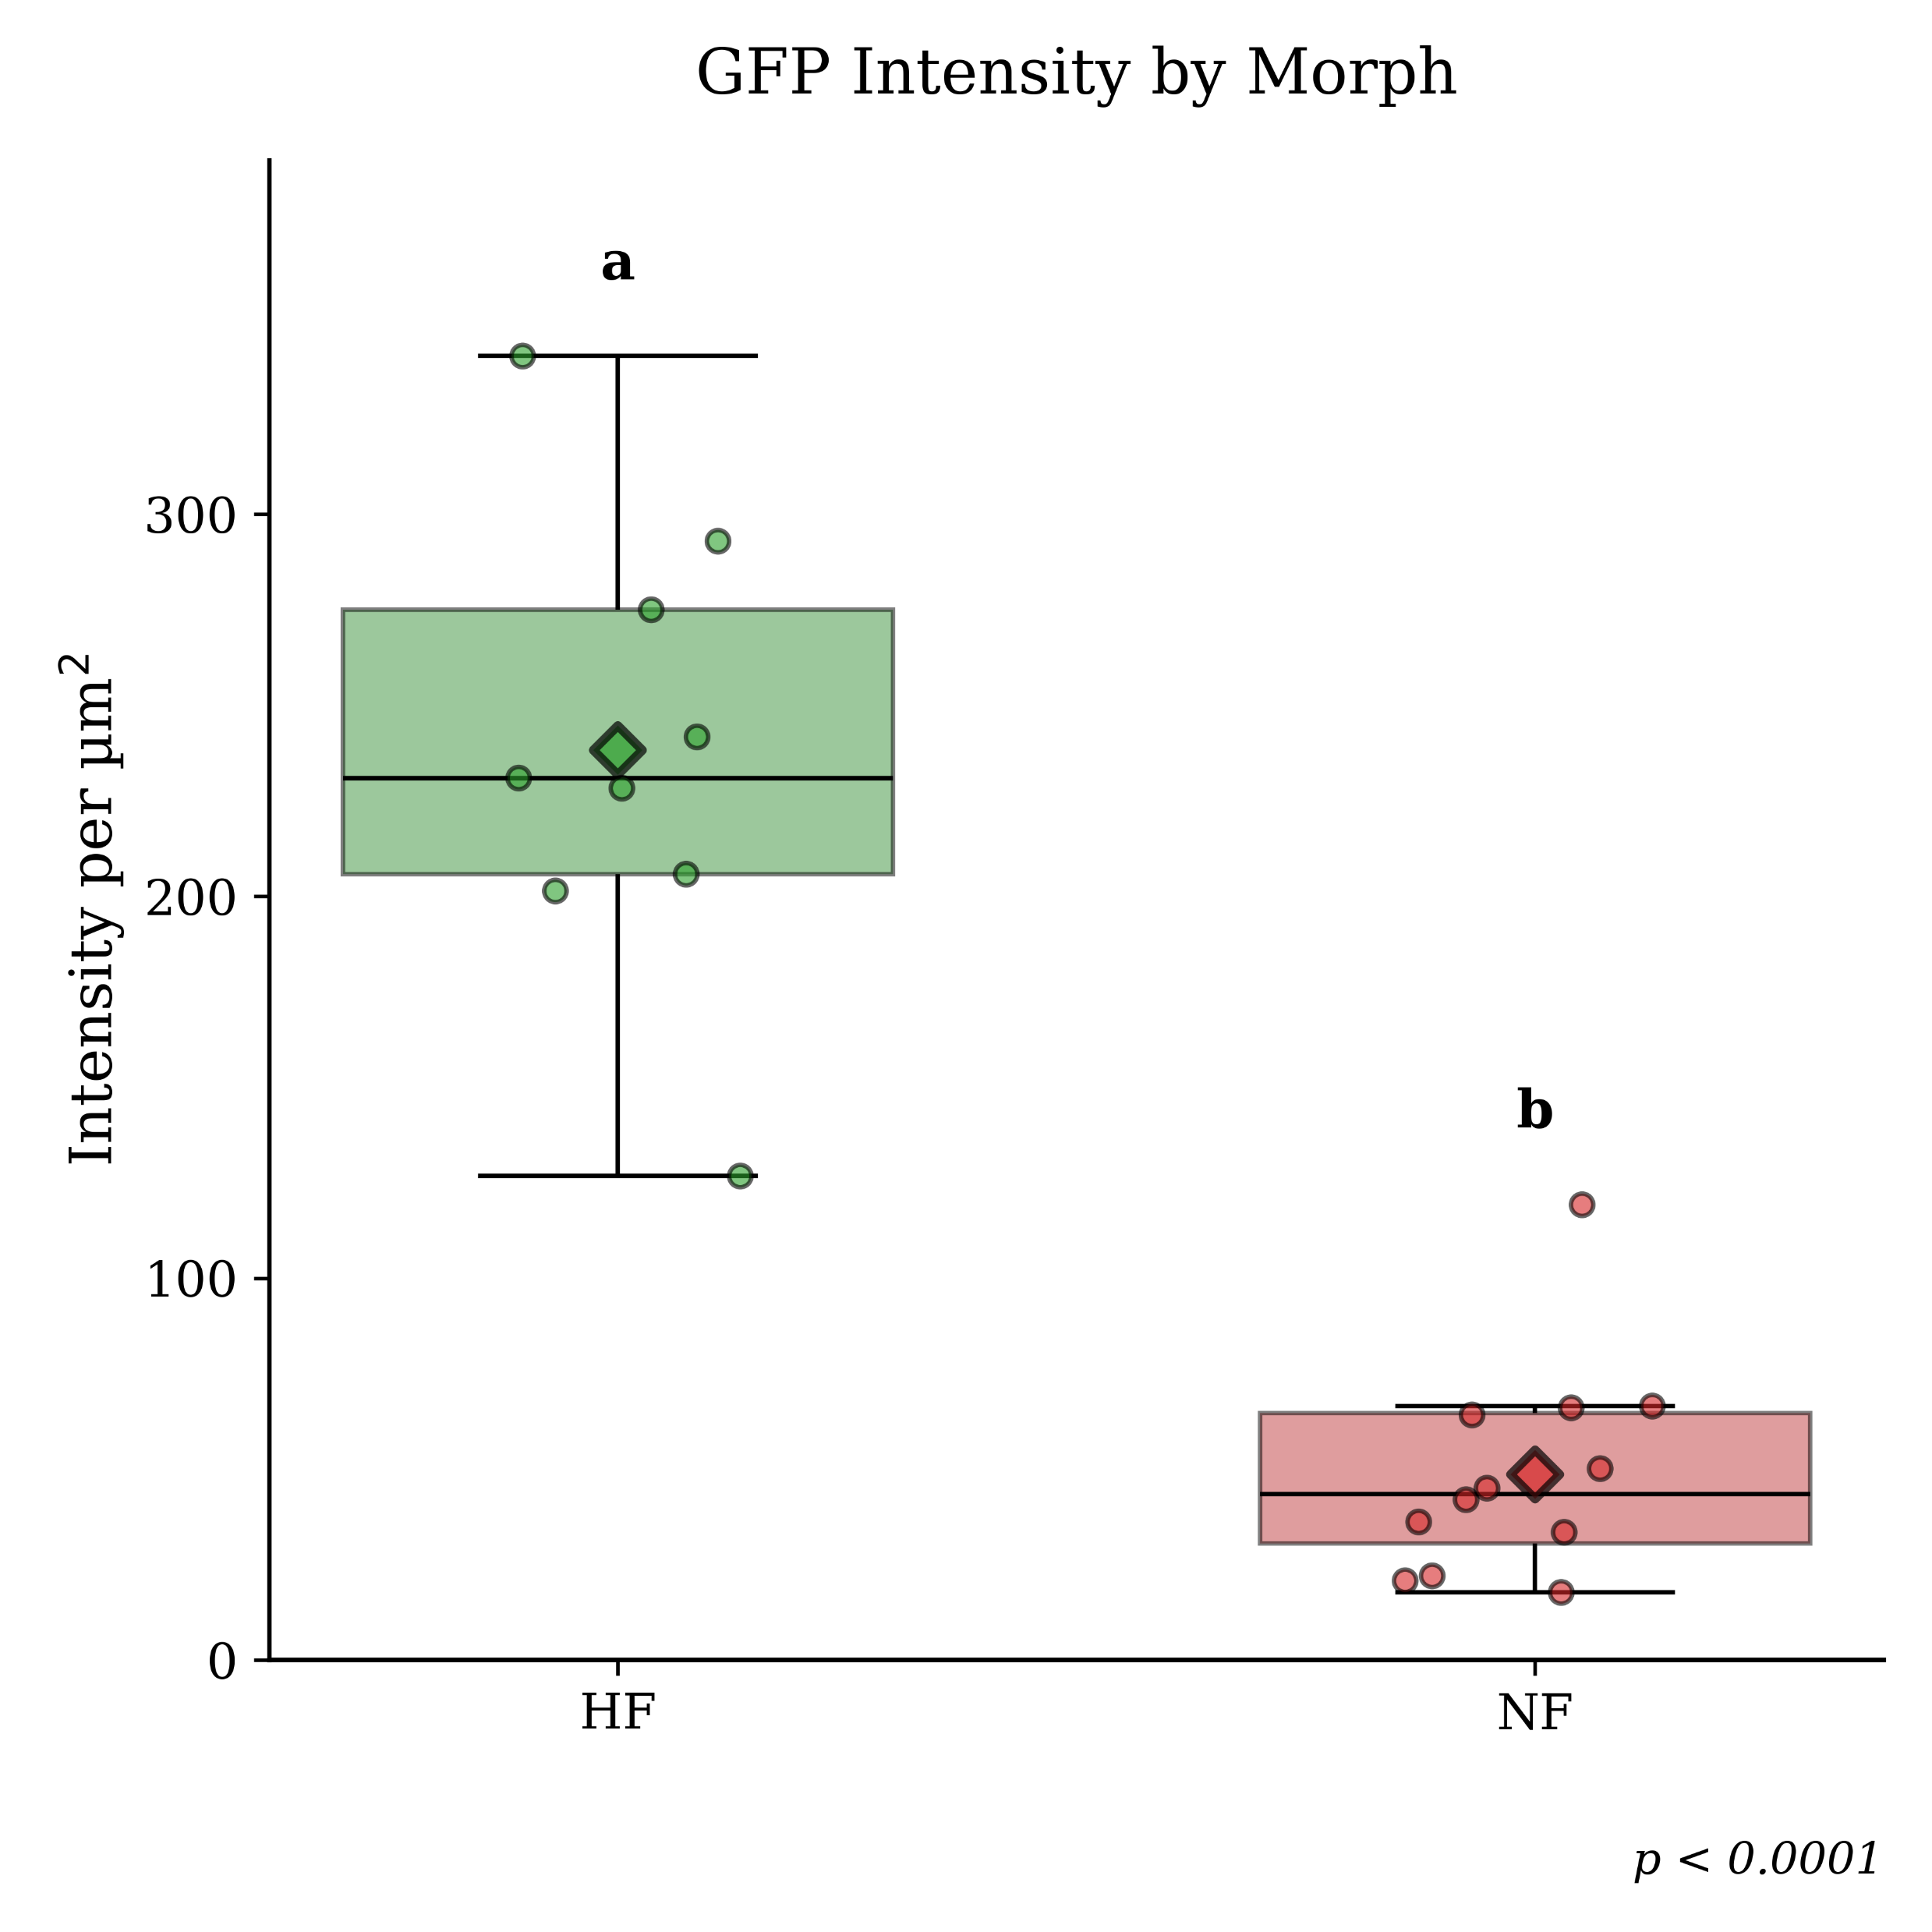 GFP Intensity by Morph
a
300
Intensity per µm²
200
b
100
0
HF
NF
p < 0.0001